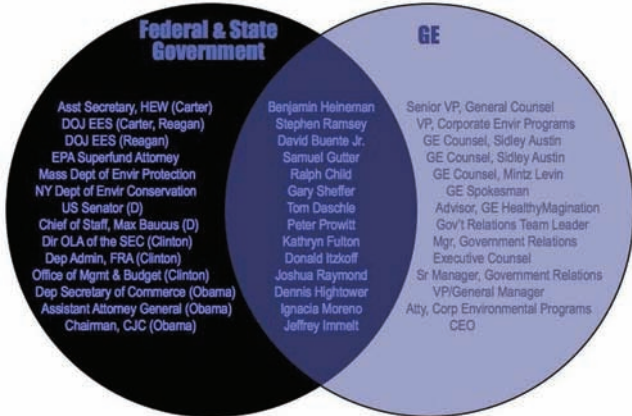 Federal & State
Government
GE
Asst Secretary, HEW (Carter) Benjamin Heineman Senior VP, General Counsel
DOJ EES (Carter, Reagan) Stephen Ramsey VP, Corporate Envir Programs
DOJ EES (Reagan) David Buente Jr. GE Counsel, Sidley Austin
EPA Superfund Attorney Samuel Gutter GE Counsel, Sidley Austin
Mass Dept of Envir Protection Ralph Child GE Counsel, Mintz Levin
NY Dept of Envir Conservation Gary Sheffer GE Spokesman
US Senator (D) Tom Daschle Advisor, GE HealthyMagination
Chief of Staff, Max Baucus (D) Peter Prowitt Gov't Relations Team Leader
Dir OLA of the SEC (Clinton) Kathryn Fulton Mgr, Government Relations
Dep Admin, FRA (Clinton) Donald Itzkoff Executive Counsel
Office of Mgmt & Budget (Clinton) Joshua Raymond Sr Manager, Government Relations
Dep Secretary of Commerce (Obama) Dennis Hightower VP/General Manager
Assistant Attorney General (Obama) Ignacia Moreno Atty, Corp Environmental Programs
Chairman, CJC (Obama) Jeffrey Immelt CEO